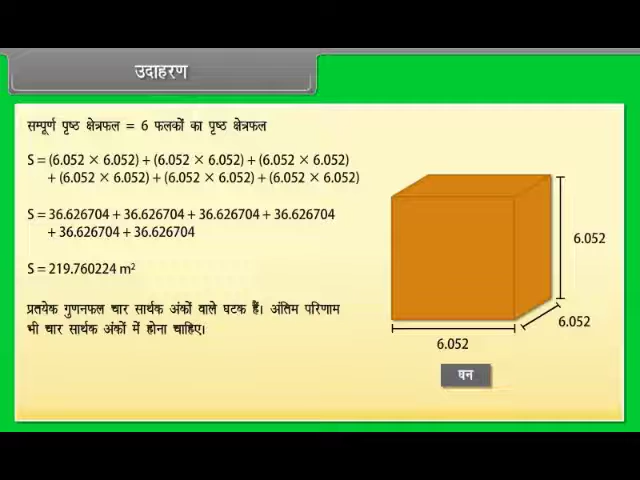 उदाहरण
सम्पूर्ण पृष्ठ क्षेत्रफल = 6 फलकों का पृष्ठ क्षेत्रफल
S = (6.052 × 6.052) + (6.052 × 6.052) + (6.052 × 6.052)
+ (6.052 × 6.052) + (6.052 × 6.052) + (6.052 × 6.052)
S = 36.626704 + 36.626704 + 36.626704 + 36.626704
+ 36.626704 + 36.626704
S = 219.760224 m²
प्रतयेक गुणनफल चार सार्थक अंकों वाले घटक हैं। अंतिम परिणाम
भी चार सार्थक अंकों में होना चाहिए।
6.052
6.052
6.052
घन